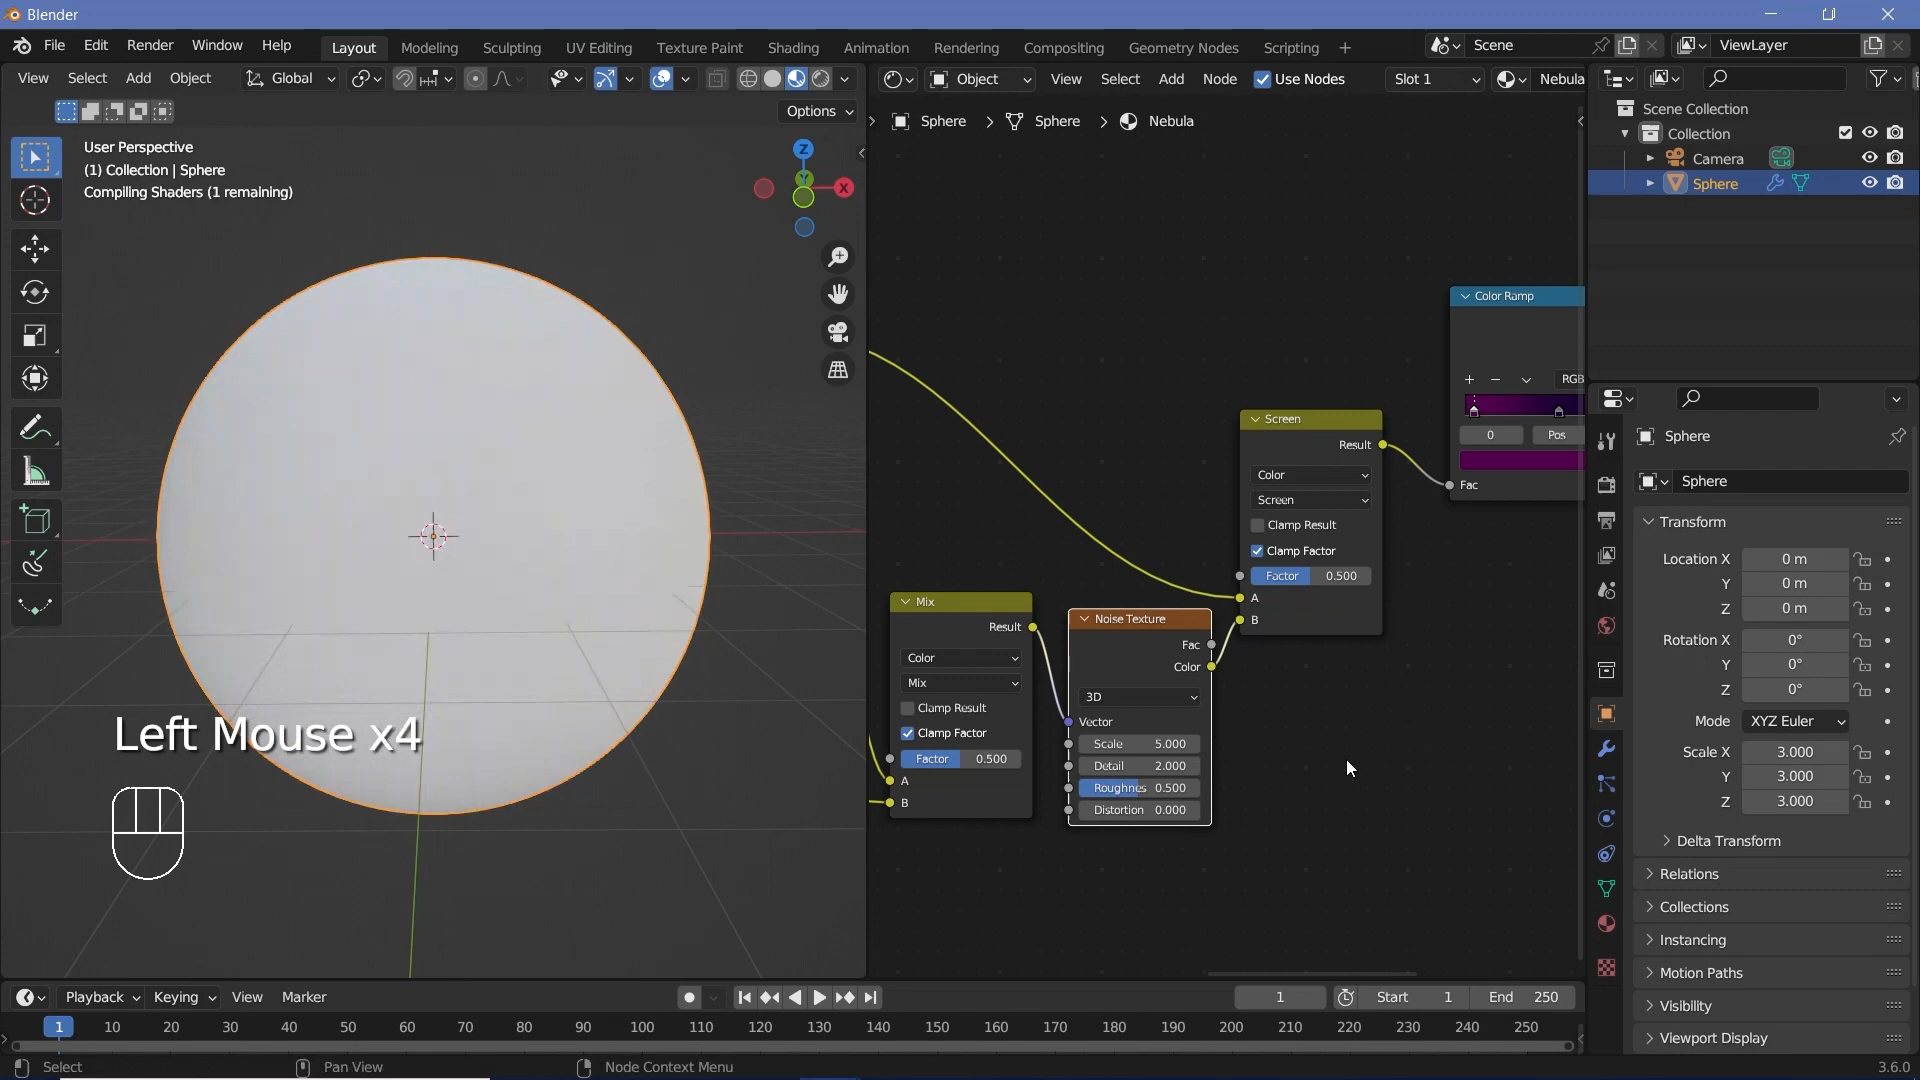 Blender
File Edit Render Window Help
Layout Modeling Sculpting UV Editing Texture Paint Shading Animation Rendering Compositing Geometry Nodes Scripting +
Scene ViewLayer
View Select Add Object Global
Object View Select Add Node Use Nodes Slot 1 Nebula
Options
Sphere > Sphere > Nebula
User Perspective
(1) Collection | Sphere
Compiling Shaders (1 remaining)
Z
Y
X
Left Mouse x4
Mix
Result
Color
Mix
Clamp Result
Clamp Factor
Factor 0.500
A
B
Noise Texture
Fac
Color
3D
Vector
Scale 5.000
Detail 2.000
Roughnes 0.500
Distortion 0.000
Screen
Result
Color
Screen
Clamp Result
Clamp Factor
Factor 0.500
A
B
Color Ramp
+ − RGB
0 Pos
Fac
Scene Collection
Collection
Camera
Sphere
Sphere
Sphere
Transform
Location X 0 m
Y 0 m
Z 0 m
Rotation X 0°
Y 0°
Z 0°
Mode XYZ Euler
Scale X 3.000
Y 3.000
Z 3.000
Delta Transform
Relations
Collections
Instancing
Motion Paths
Visibility
Viewport Display
Playback Keying View Marker
1 Start 1 End 250
1 10 20 30 40 50 60 70 80 90 100 110 120 130 140 150 160 170 180 190 200 210 220 230 240 250
Select Pan View Node Context Menu 3.6.0